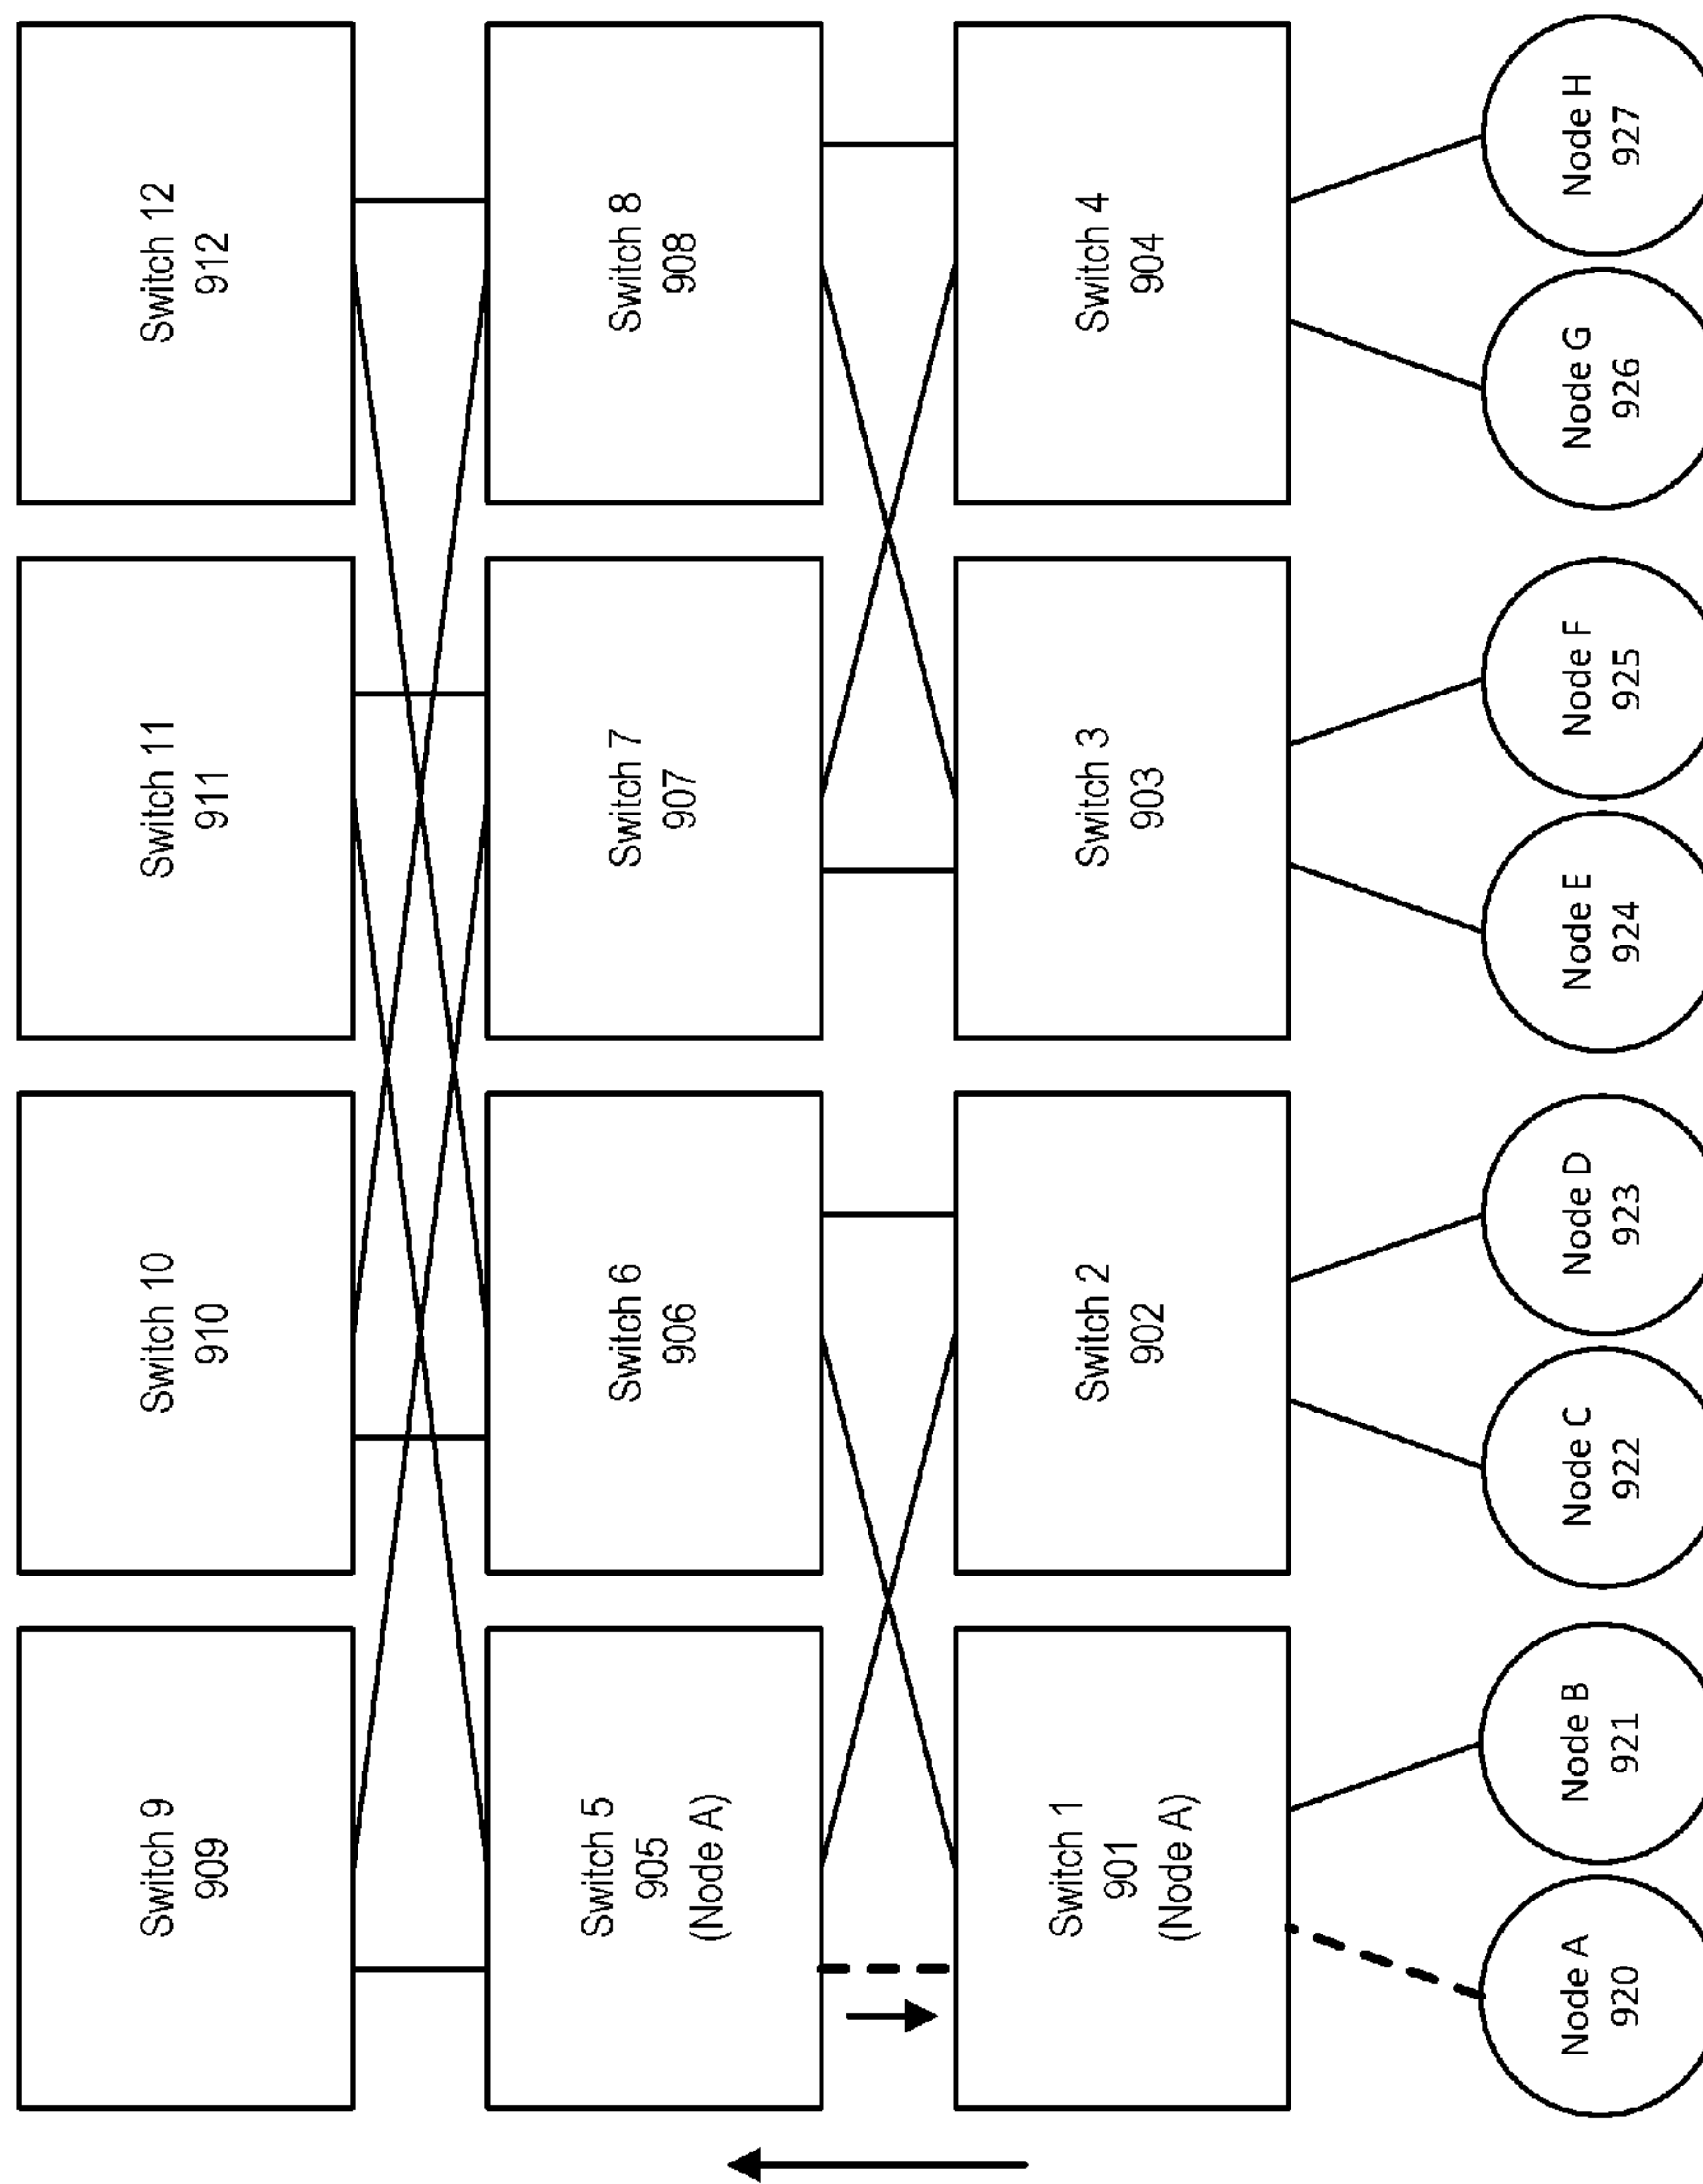 Switch 9
909
Switch 10
910
Switch 11
911
Switch 12
912
Switch 5
905
(Node A)
Switch 6
906
Switch 7
907
Switch 8
908
Switch 1
901
(Node A)
Switch 2
902
Switch 3
903
Switch 4
904
Node A
920
Node B
921
Node C
922
Node D
923
Node E
924
Node F
925
Node G
926
Node H
927